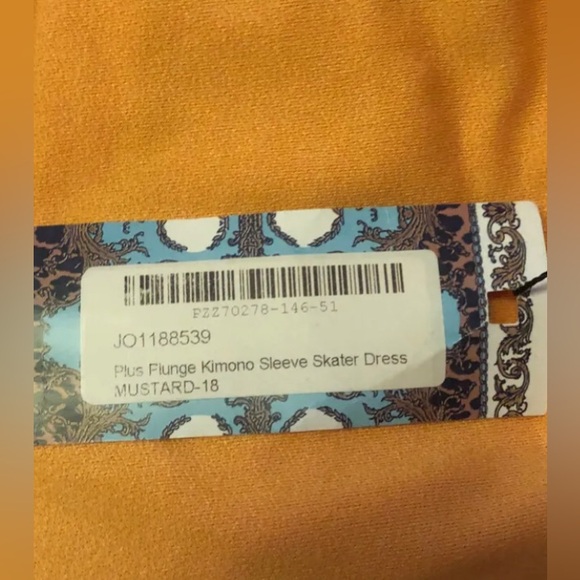 PZZ70278-146-51
JO1188539
Plus Plunge Kimono Sleeve Skater Dress
MUSTARD-18